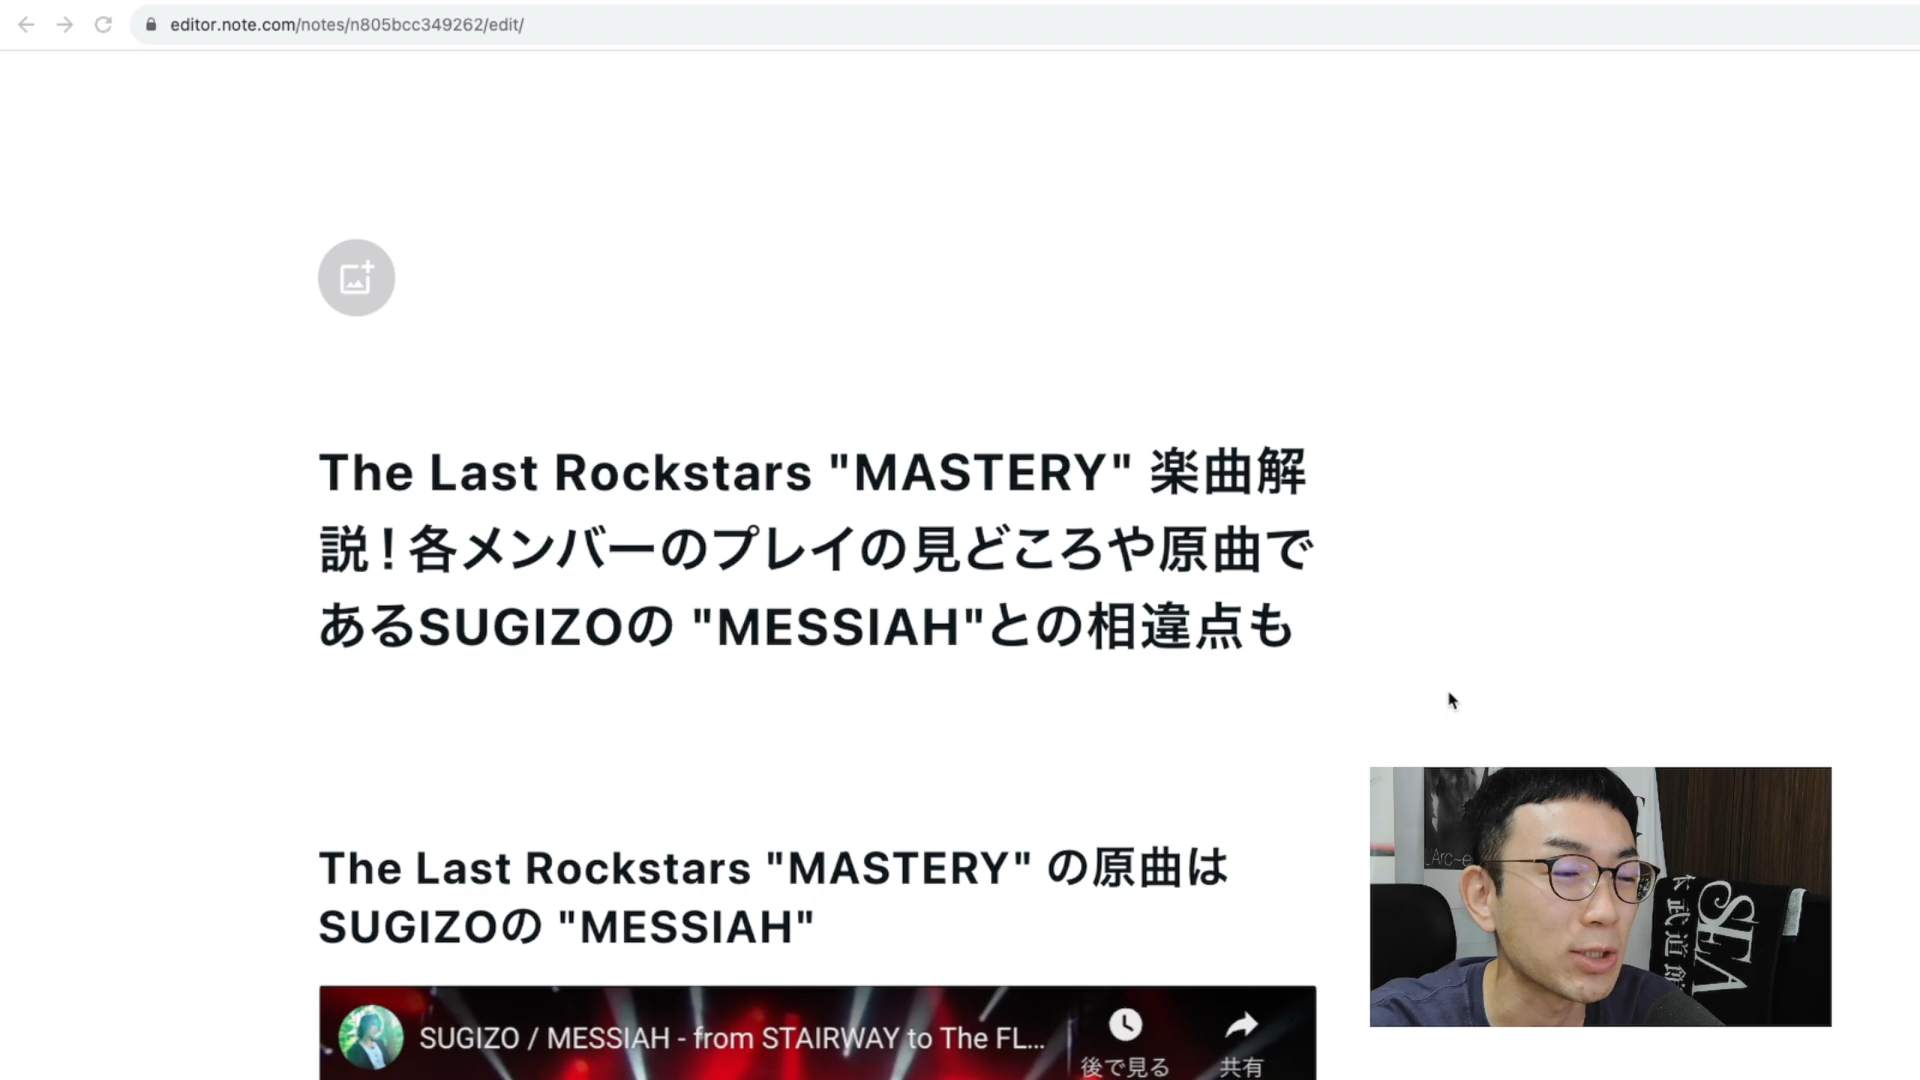 editor.note.com/notes/n805bcc349262/edit/
The Last Rockstars "MASTERY" 楽曲解
説！各メンバーのプレイの見どころや原曲で
あるSUGIZOの "MESSIAH"との相違点も
The Last Rockstars "MASTERY" の原曲は
SUGIZOの "MESSIAH"
SUGIZO / MESSIAH - from STAIRWAY to The FL...
後で見る
共有
_Arc~e
武道館